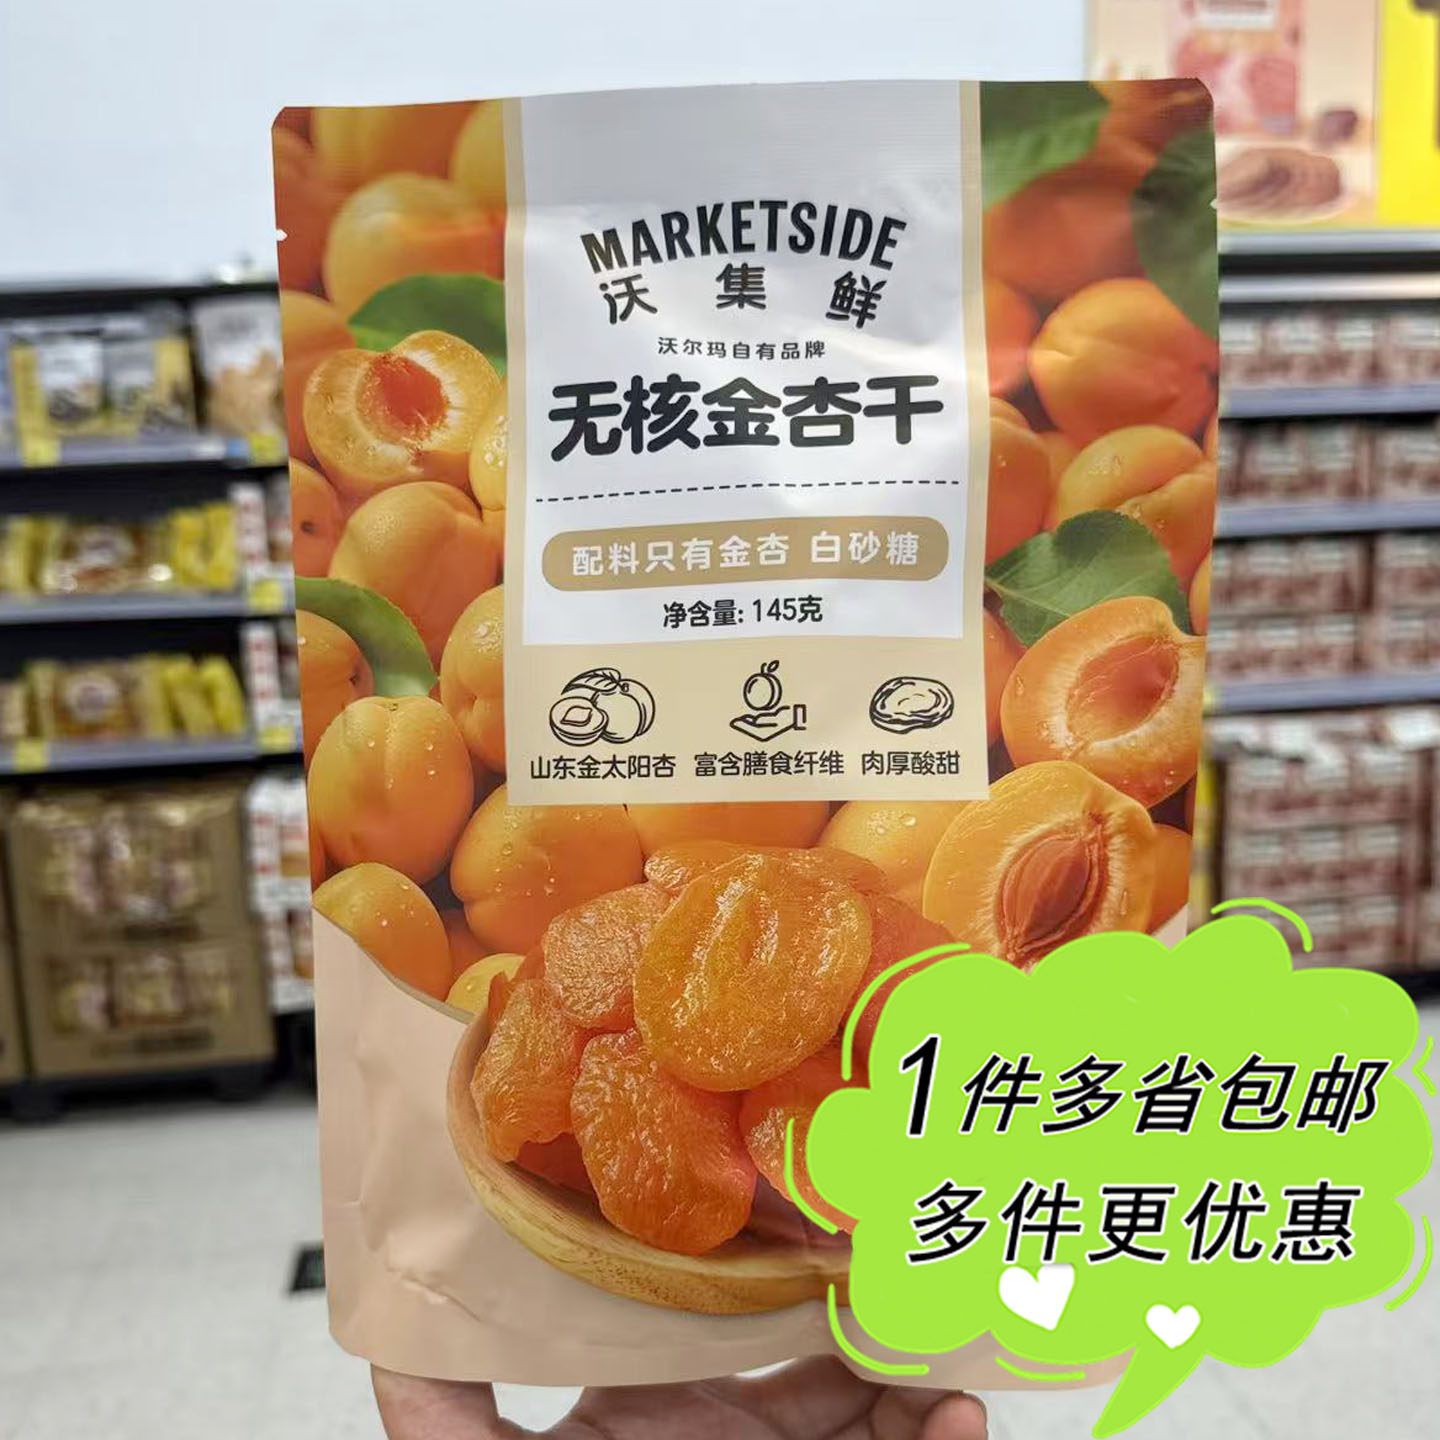 MARKETSIDE
沃集鲜
沃尔玛自有品牌
无核金杏干
配料只有金杏 白砂糖
净含量: 145克
山东金太阳杏 富含膳食纤维 肉厚酸甜
1件多省包邮
多件更优惠